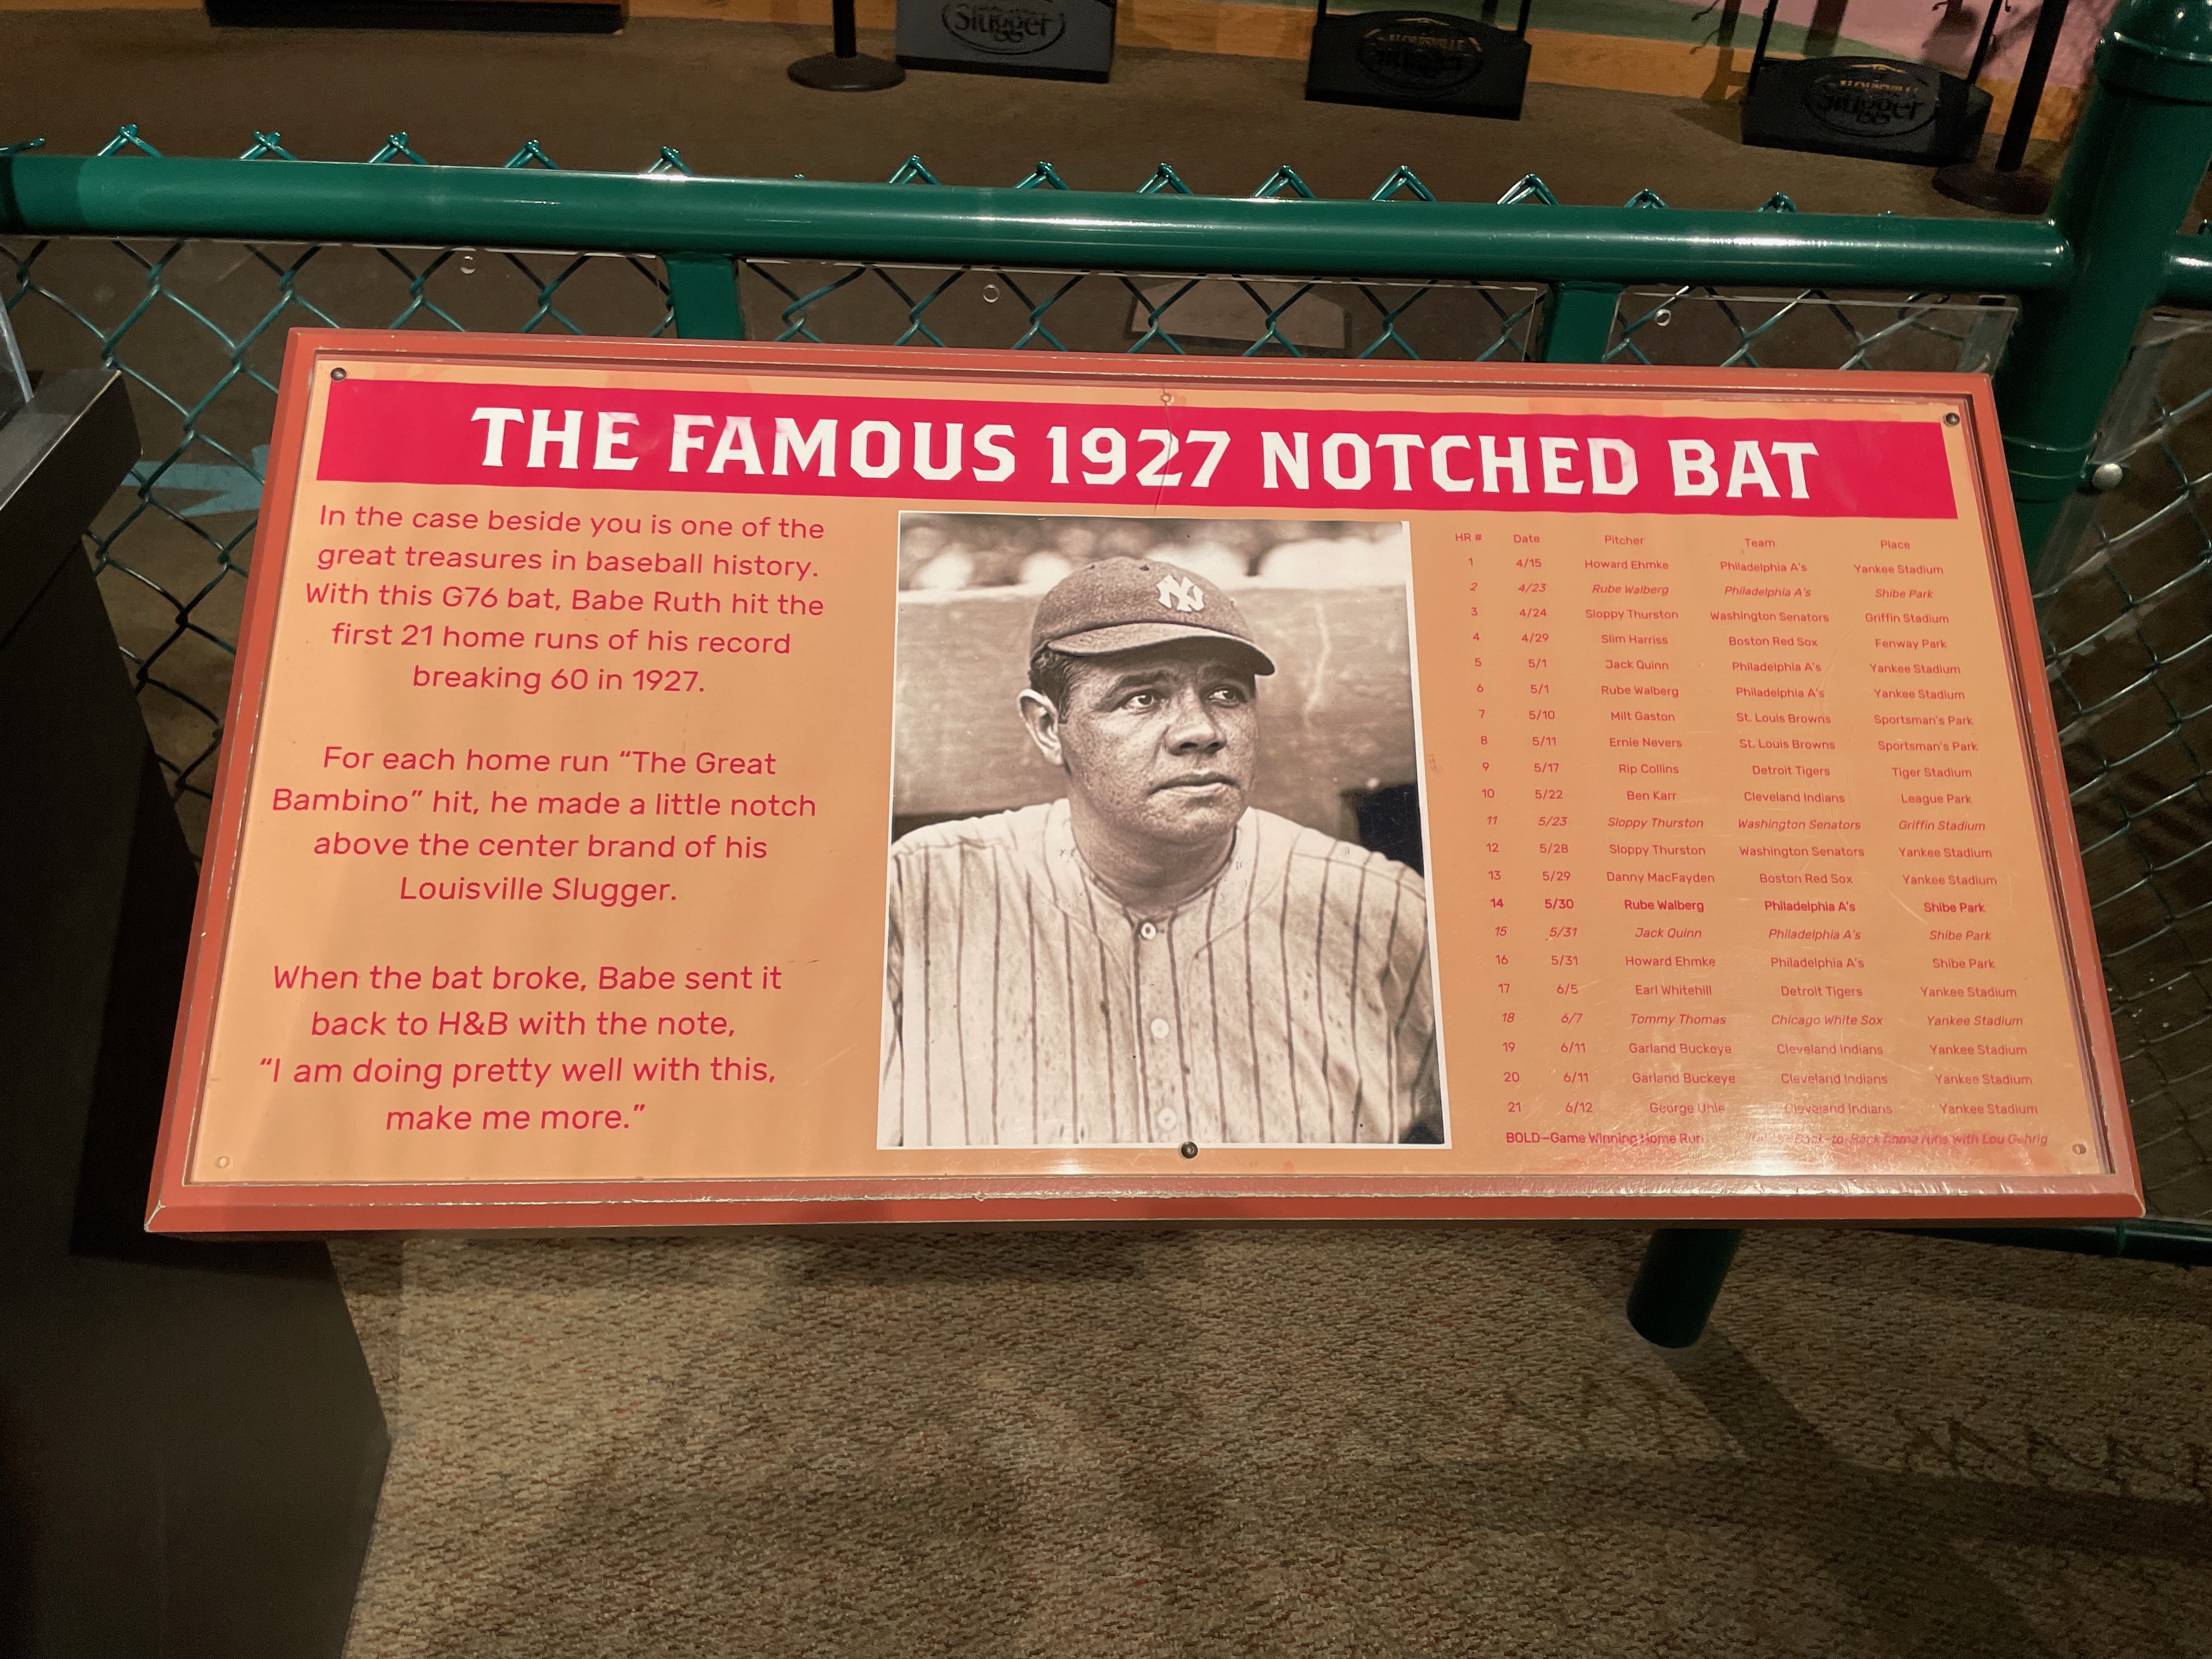 Slugger
LOUISVILLE
Slugger
LOUISVILLE
Slugger
THE FAMOUS 1927 NOTCHED BAT
In the case beside you is one of the
great treasures in baseball history.
With this G76 bat, Babe Ruth hit the
first 21 home runs of his record
breaking 60 in 1927.
For each home run “The Great
Bambino” hit, he made a little notch
above the center brand of his
Louisville Slugger.
When the bat broke, Babe sent it
back to H&B with the note,
“I am doing pretty well with this,
make me more.”
NY
HR # Date Pitcher Team Place
1 4/15 Howard Ehmke Philadelphia A's Yankee Stadium
2 4/23 Rube Walberg Philadelphia A's Shibe Park
3 4/24 Sloppy Thurston Washington Senators Griffin Stadium
4 4/29 Slim Harriss Boston Red Sox Fenway Park
5 5/1 Jack Quinn Philadelphia A's Yankee Stadium
6 5/1 Rube Walberg Philadelphia A's Yankee Stadium
7 5/10 Milt Gaston St. Louis Browns Sportsman's Park
8 5/11 Ernie Nevers St. Louis Browns Sportsman's Park
9 5/17 Rip Collins Detroit Tigers Tiger Stadium
10 5/22 Ben Karr Cleveland Indians League Park
11 5/23 Sloppy Thurston Washington Senators Griffin Stadium
12 5/28 Sloppy Thurston Washington Senators Yankee Stadium
13 5/29 Danny MacFayden Boston Red Sox Yankee Stadium
14 5/30 Rube Walberg Philadelphia A's Shibe Park
15 5/31 Jack Quinn Philadelphia A's Shibe Park
16 5/31 Howard Ehmke Philadelphia A's Shibe Park
17 6/5 Earl Whitehill Detroit Tigers Yankee Stadium
18 6/7 Tommy Thomas Chicago White Sox Yankee Stadium
19 6/11 Garland Buckeye Cleveland Indians Yankee Stadium
20 6/11 Garland Buckeye Cleveland Indians Yankee Stadium
21 6/12 George Uhle Cleveland Indians Yankee Stadium
BOLD–Game Winning Home Run Back-to-Back home runs with Lou Gehrig